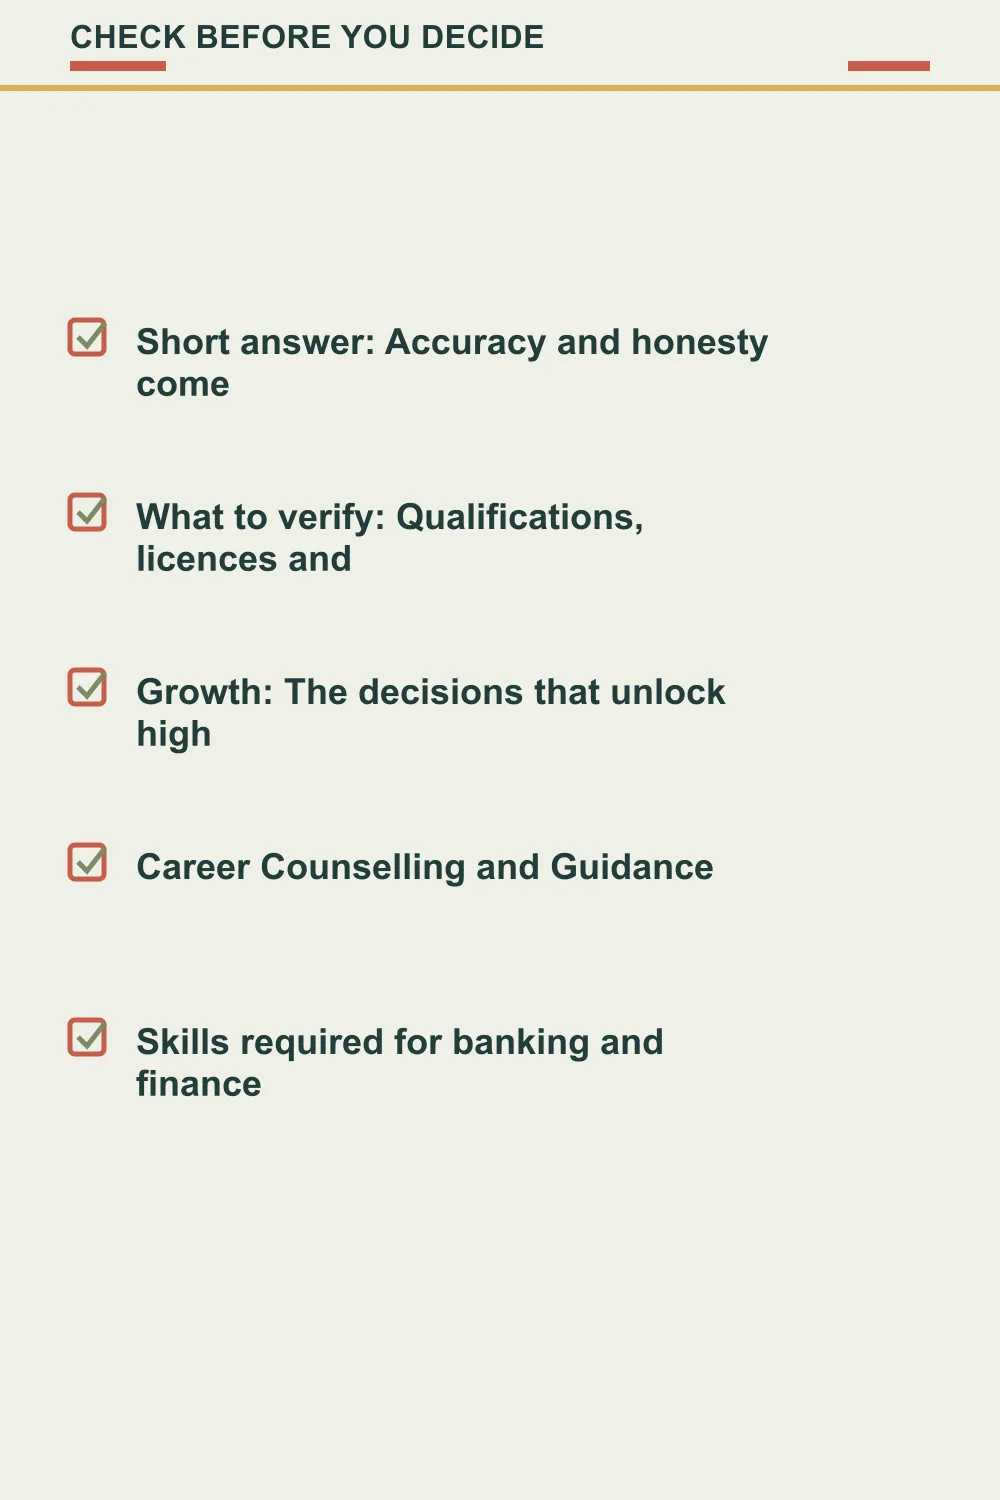 CHECK BEFORE YOU DECIDE
Short answer: Accuracy and honesty
come
What to verify: Qualifications,
licences and
Growth: The decisions that unlock
high
Career Counselling and Guidance
Skills required for banking and
finance